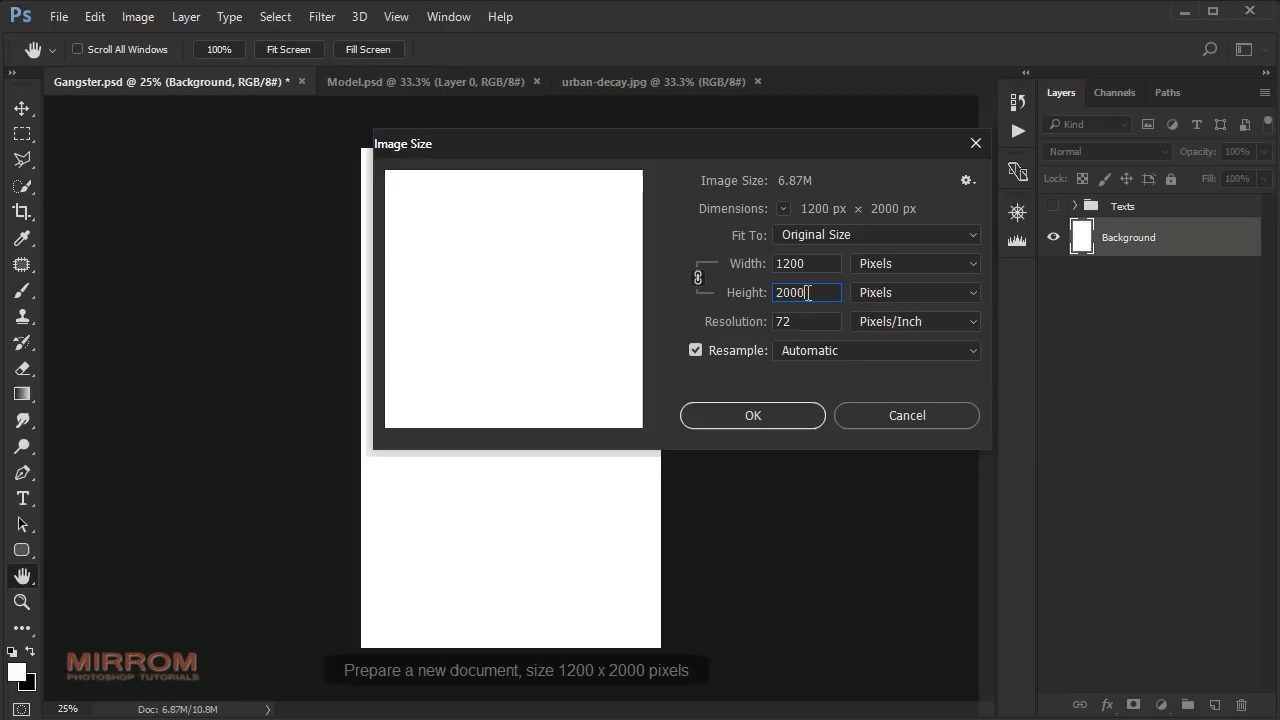 Ps File Edit Image Layer Type Select Filter 3D View Window Help
Scroll All Windows 100% Fit Screen Fill Screen
Gangster.psd @ 25% (Background, RGB/8#) * × Model.psd @ 33.3% (Layer 0, RGB/8#) × urban-decay.jpg @ 33.3% (RGB/8#) ×
Layers Channels Paths
Kind
Normal Opacity: 100%
Lock: Fill: 100%
Texts
Background
Image Size
Image Size: 6.87M
Dimensions: 1200 px × 2000 px
Fit To: Original Size
Width: 1200 Pixels
Height: 2000 Pixels
Resolution: 72 Pixels/Inch
Resample: Automatic
OK Cancel
MIRROM
PHOTOSHOP TUTORIALS
Prepare a new document, size 1200 x 2000 pixels
25% Doc: 6.87M/10.8M